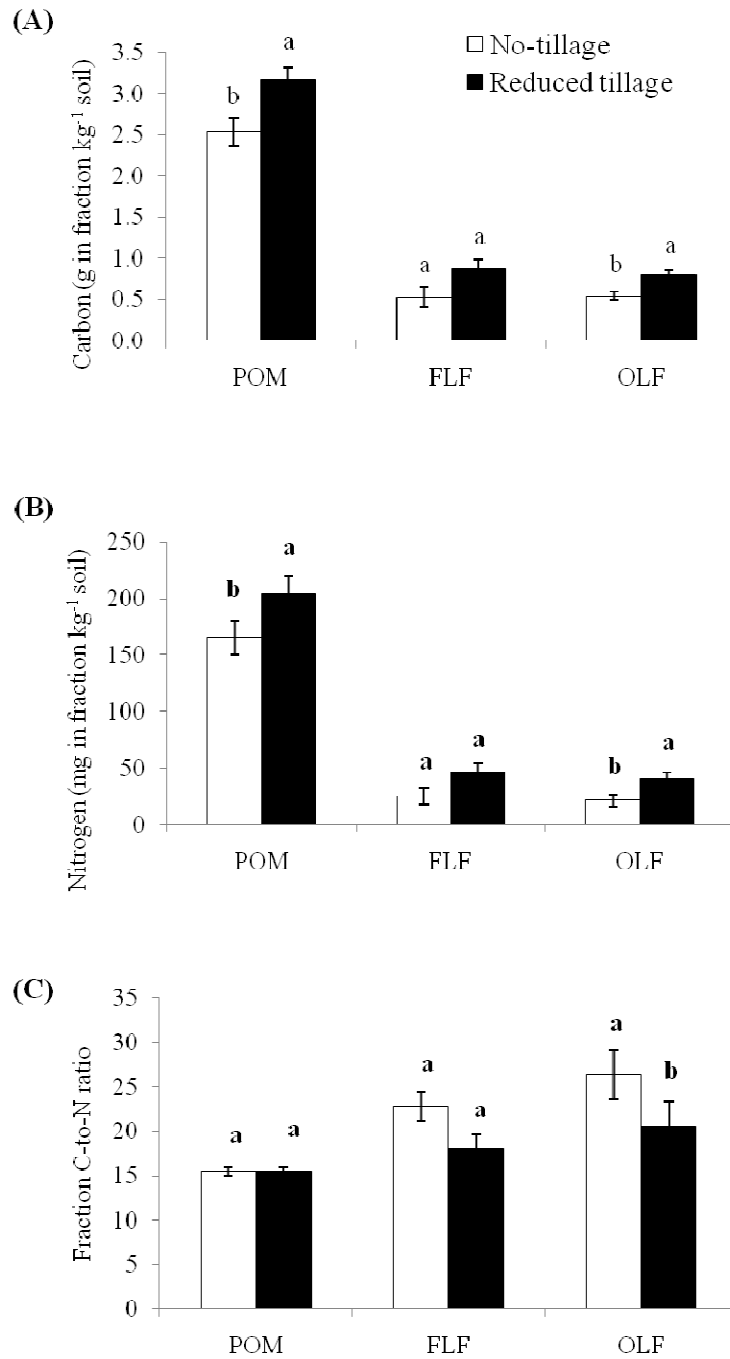 (A)
Carbon (g in fraction kg⁻¹ soil)
3.5
3.0
2.5
2.0
1.5
1.0
0.5
0.0
No-tillage
Reduced tillage
b a
a a
b a
POM FLF OLF
(B)
Nitrogen (mg in fraction kg⁻¹ soil)
250
200
150
100
50
0
b a
a a
b a
POM FLF OLF
(C)
Fraction C-to-N ratio
35
30
25
20
15
10
5
0
a a
a a
a b
POM FLF OLF